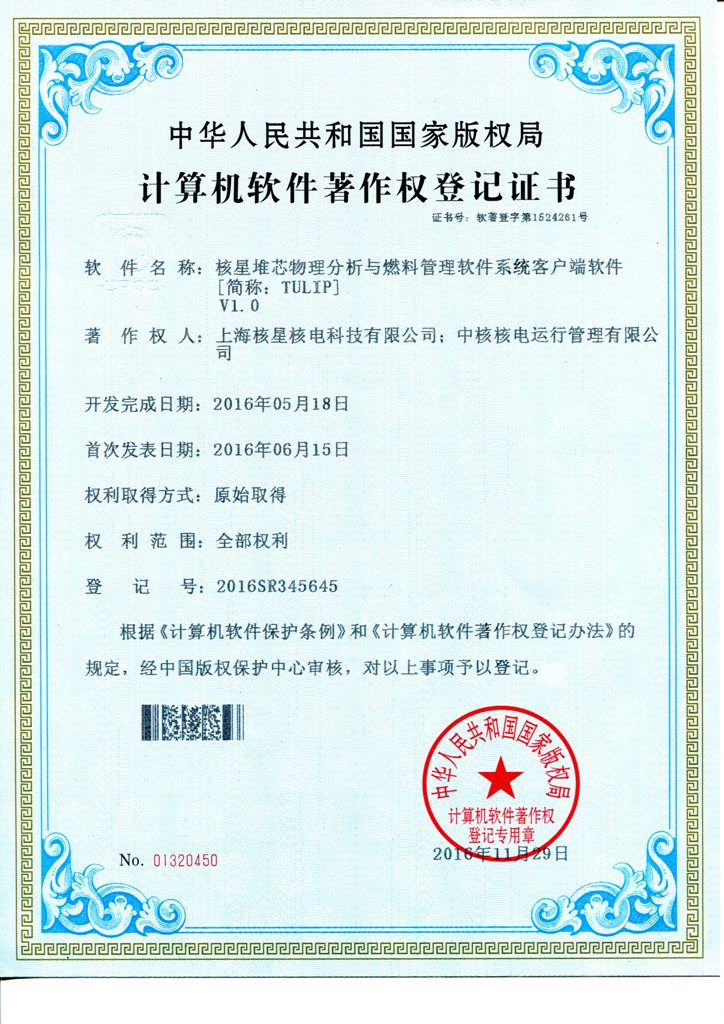 中华人民共和国国家版权局
计算机软件著作权登记证书
证书号：软著登字第1524261号
软件名称：核星堆芯物理分析与燃料管理软件系统客户端软件
[简称：TULIP]
V1.0
著作权人：上海核星核电科技有限公司；中核核电运行管理有限公
司
开发完成日期：2016年05月18日
首次发表日期：2016年06月15日
权利取得方式：原始取得
权利范围：全部权利
登记号：2016SR345645
根据《计算机软件保护条例》和《计算机软件著作权登记办法》的
规定，经中国版权保护中心审核，对以上事项予以登记。
中华人民共和国国家版权局
计算机软件著作权
登记专用章
No. 01320450
2016年11月29日